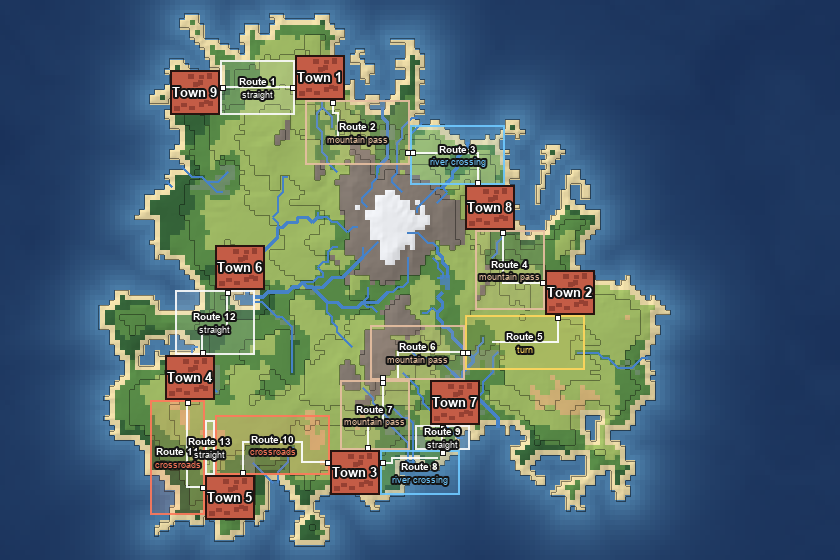 Town 9
Route 1
straight
Town 1
Route 2
mountain pass
Route 3
river crossing
Town 8
Town 6
Route 4
mountain pass
Town 2
Route 12
straight
Route 5
turn
Route 6
mountain pass
Town 4
Town 7
Route 7
mountain pass
Route 9
straight
Route 10
crossroads
Route 13
straight
Route 11
crossroads
Town 3
Route 8
river crossing
Town 5